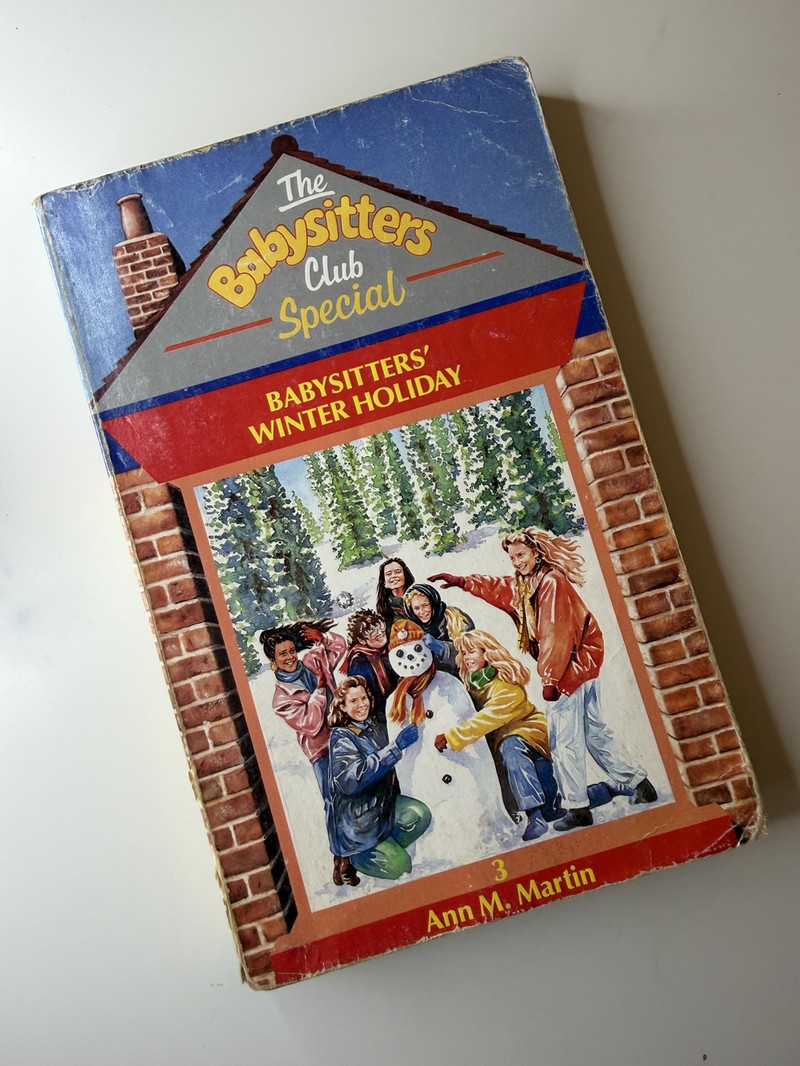 The
Babysitters
Club
Special
BABYSITTERS'
WINTER HOLIDAY
3
Ann M. Martin